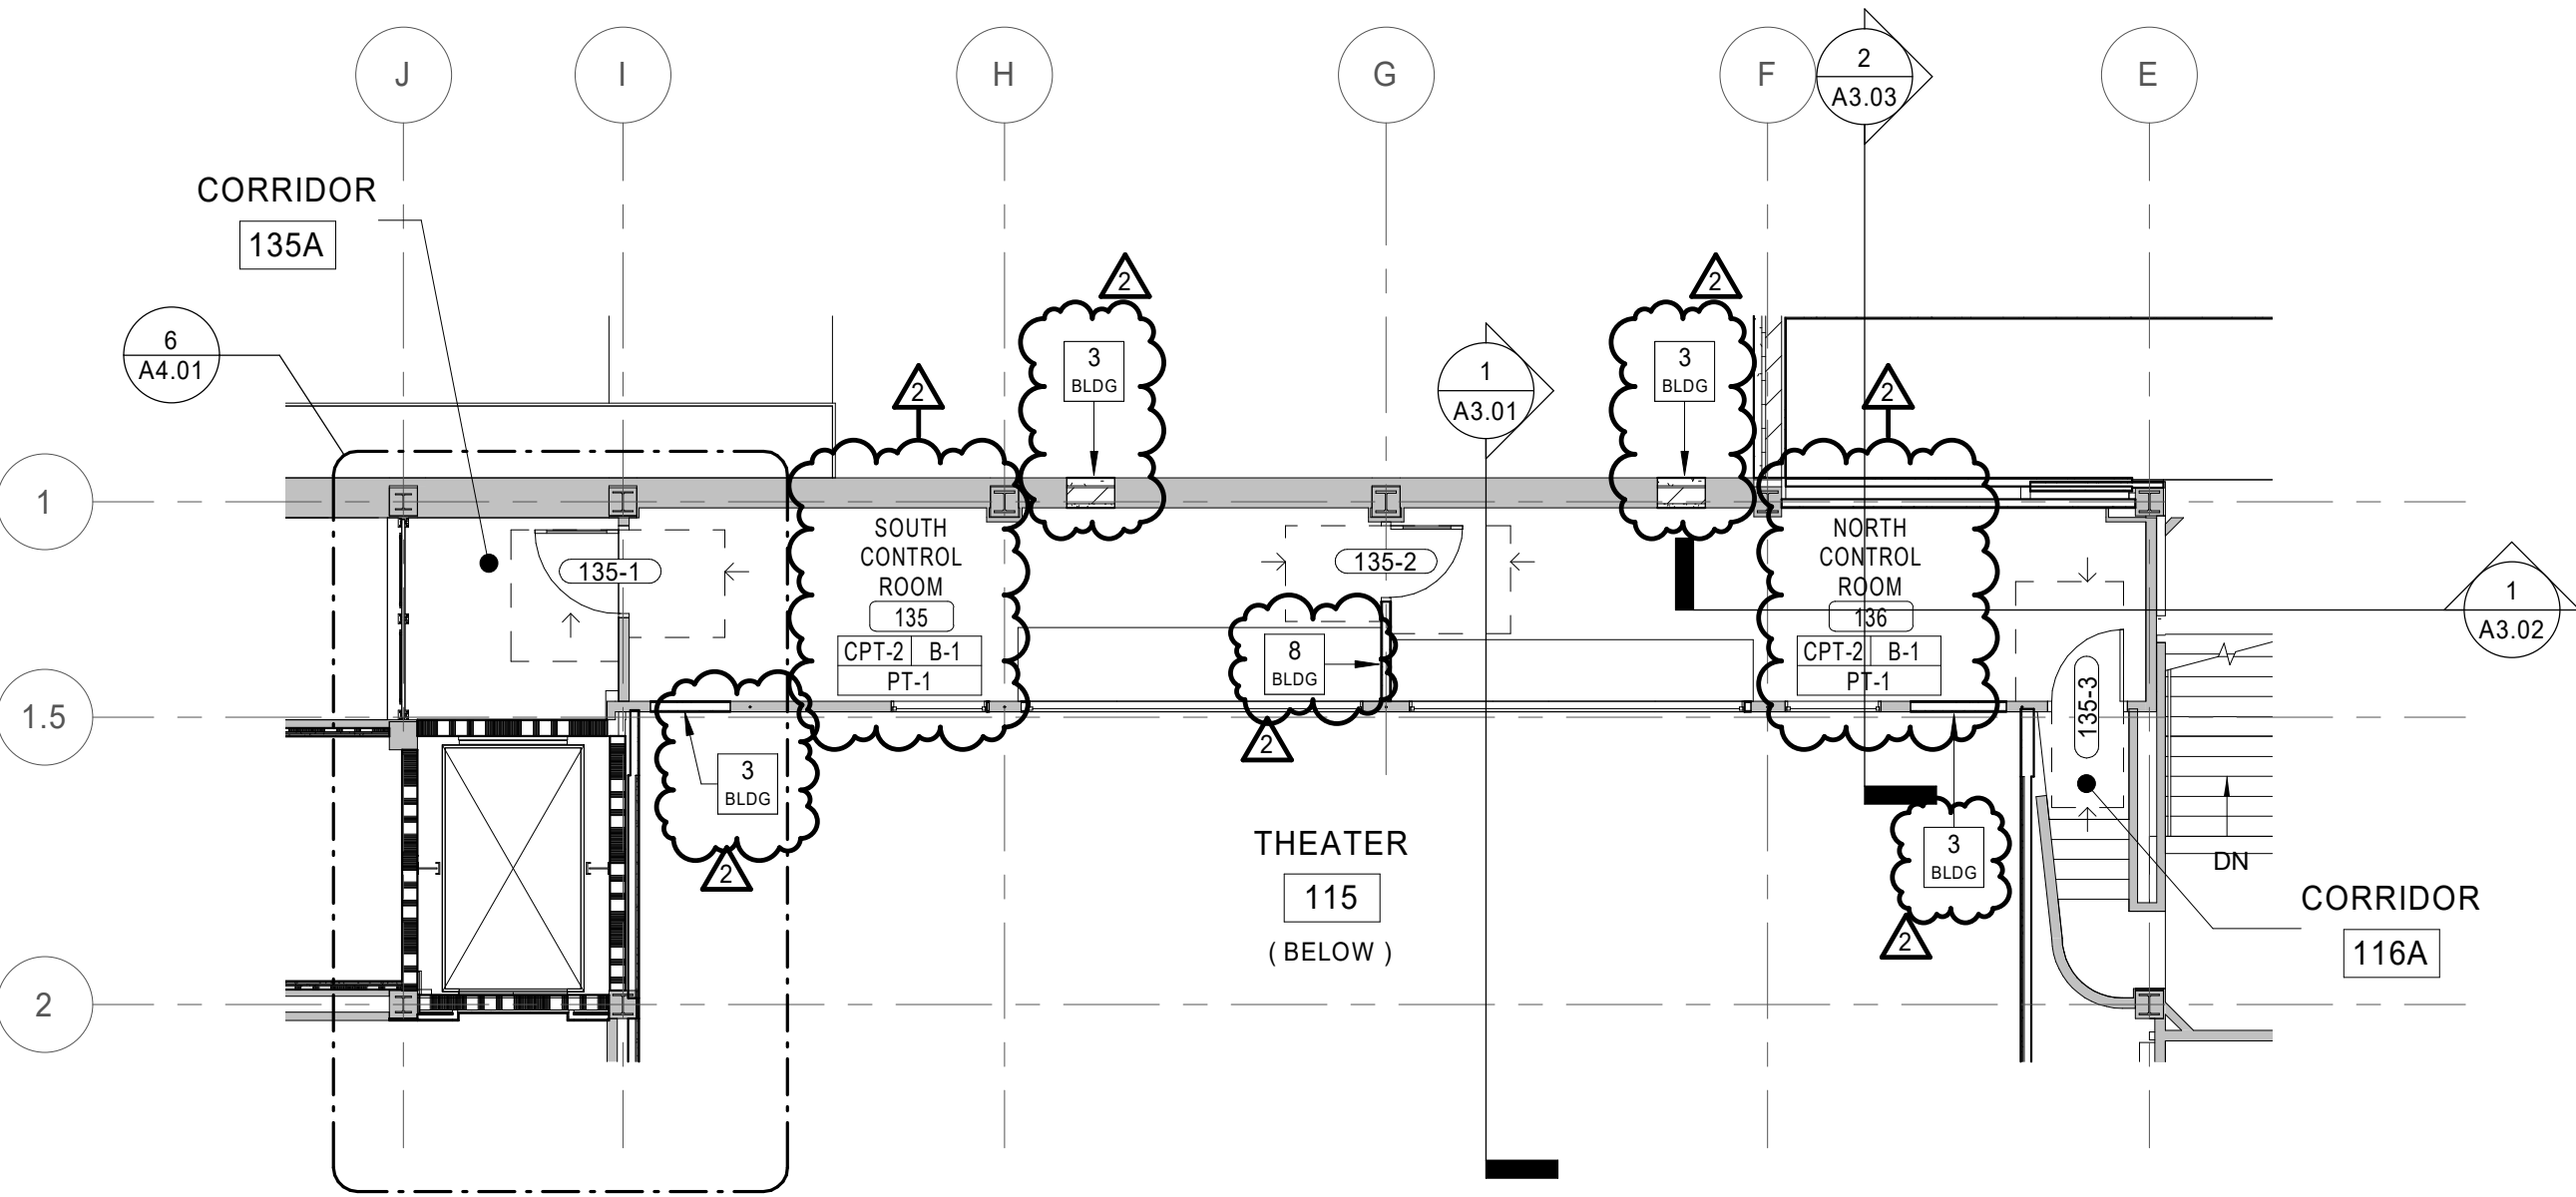 J
I
H
G
F
2
A3.03
E
CORRIDOR
135A
6
A4.01
2
2
3
BLDG
3
BLDG
2
2
1
A3.01
1
SOUTH
CONTROL
ROOM
135
CPT-2 B-1
PT-1
NORTH
CONTROL
ROOM
136
CPT-2 B-1
PT-1
135-1
135-2
1
A3.02
8
BLDG
2
1.5
135-3
3
BLDG
2
THEATER
115
( BELOW )
3
BLDG
2
DN
CORRIDOR
116A
2